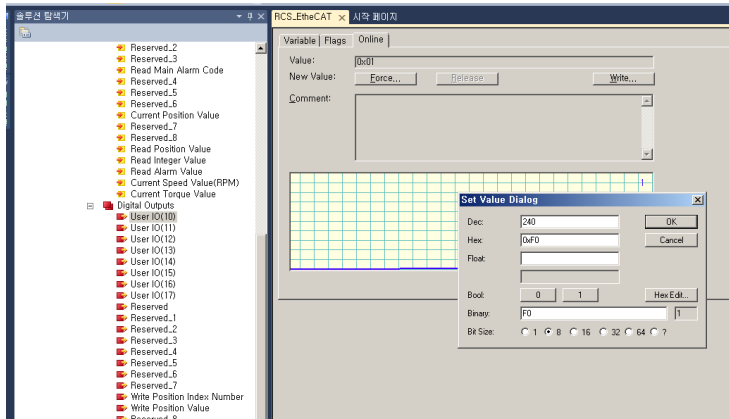 솔루션 탐색기
RCS_EtheCAT
시작 페이지
Reserved_2
Reserved_3
Read Main Alarm Code
Reserved_4
Reserved_5
Reserved_6
Current Position Value
Reserved_7
Reserved_8
Read Position Value
Read Integer Value
Read Alarm Value
Current Speed Value(RPM)
Current Torque Value
Digital Outputs
User IO(10)
User IO(11)
User IO(12)
User IO(13)
User IO(14)
User IO(15)
User IO(16)
User IO(17)
Reserved
Reserved_1
Reserved_2
Reserved_3
Reserved_4
Reserved_5
Reserved_6
Reserved_7
Write Position Index Number
Write Position Value
Reserved_8
Variable Flags Online
Value: 0x01
New Value: Force... Release Write...
Comment:
Set Value Dialog
Dec: 240 OK
Hex: 0xF0 Cancel
Float:
Bool: 0 1 Hex Edit...
Binary: F0 1
Bit Size: 1 8 16 32 64 ?